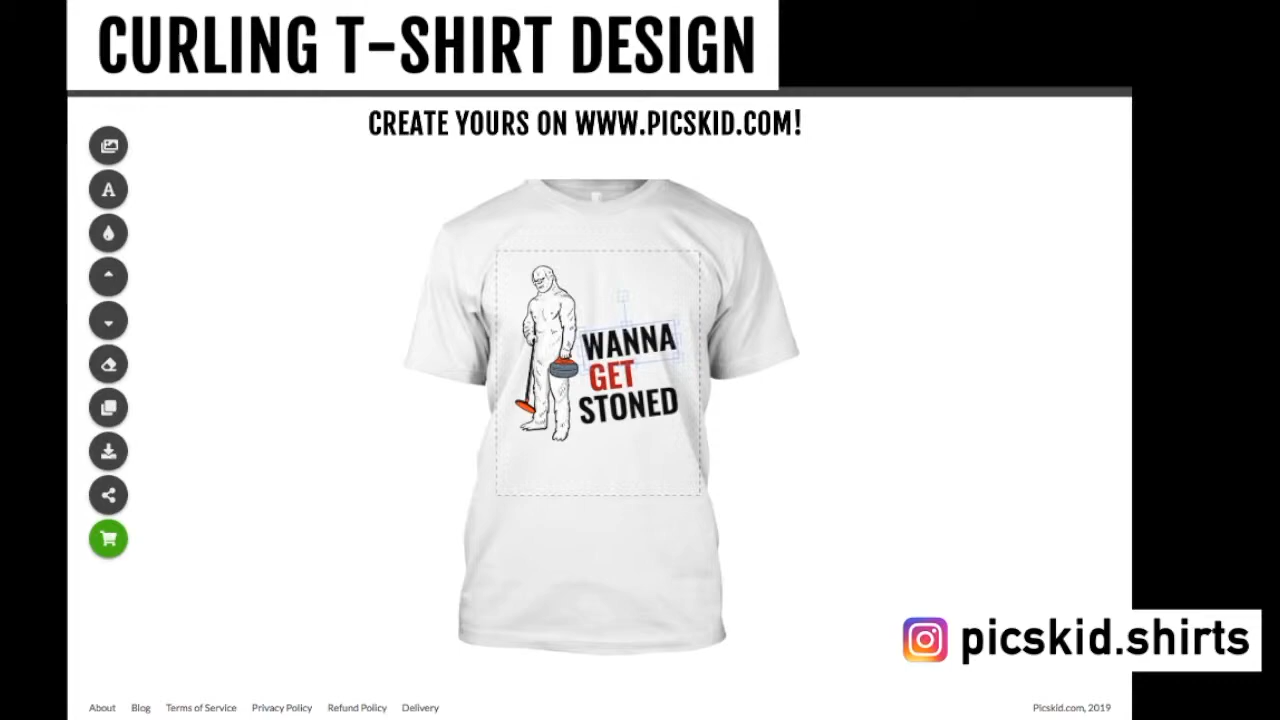 CURLING T-SHIRT DESIGN
CREATE YOURS ON WWW.PICSKID.COM!
A
WANNA
GET
STONED
picskid.shirts
About Blog Terms of Service Privacy Policy Refund Policy Delivery
Picskid.com, 2019